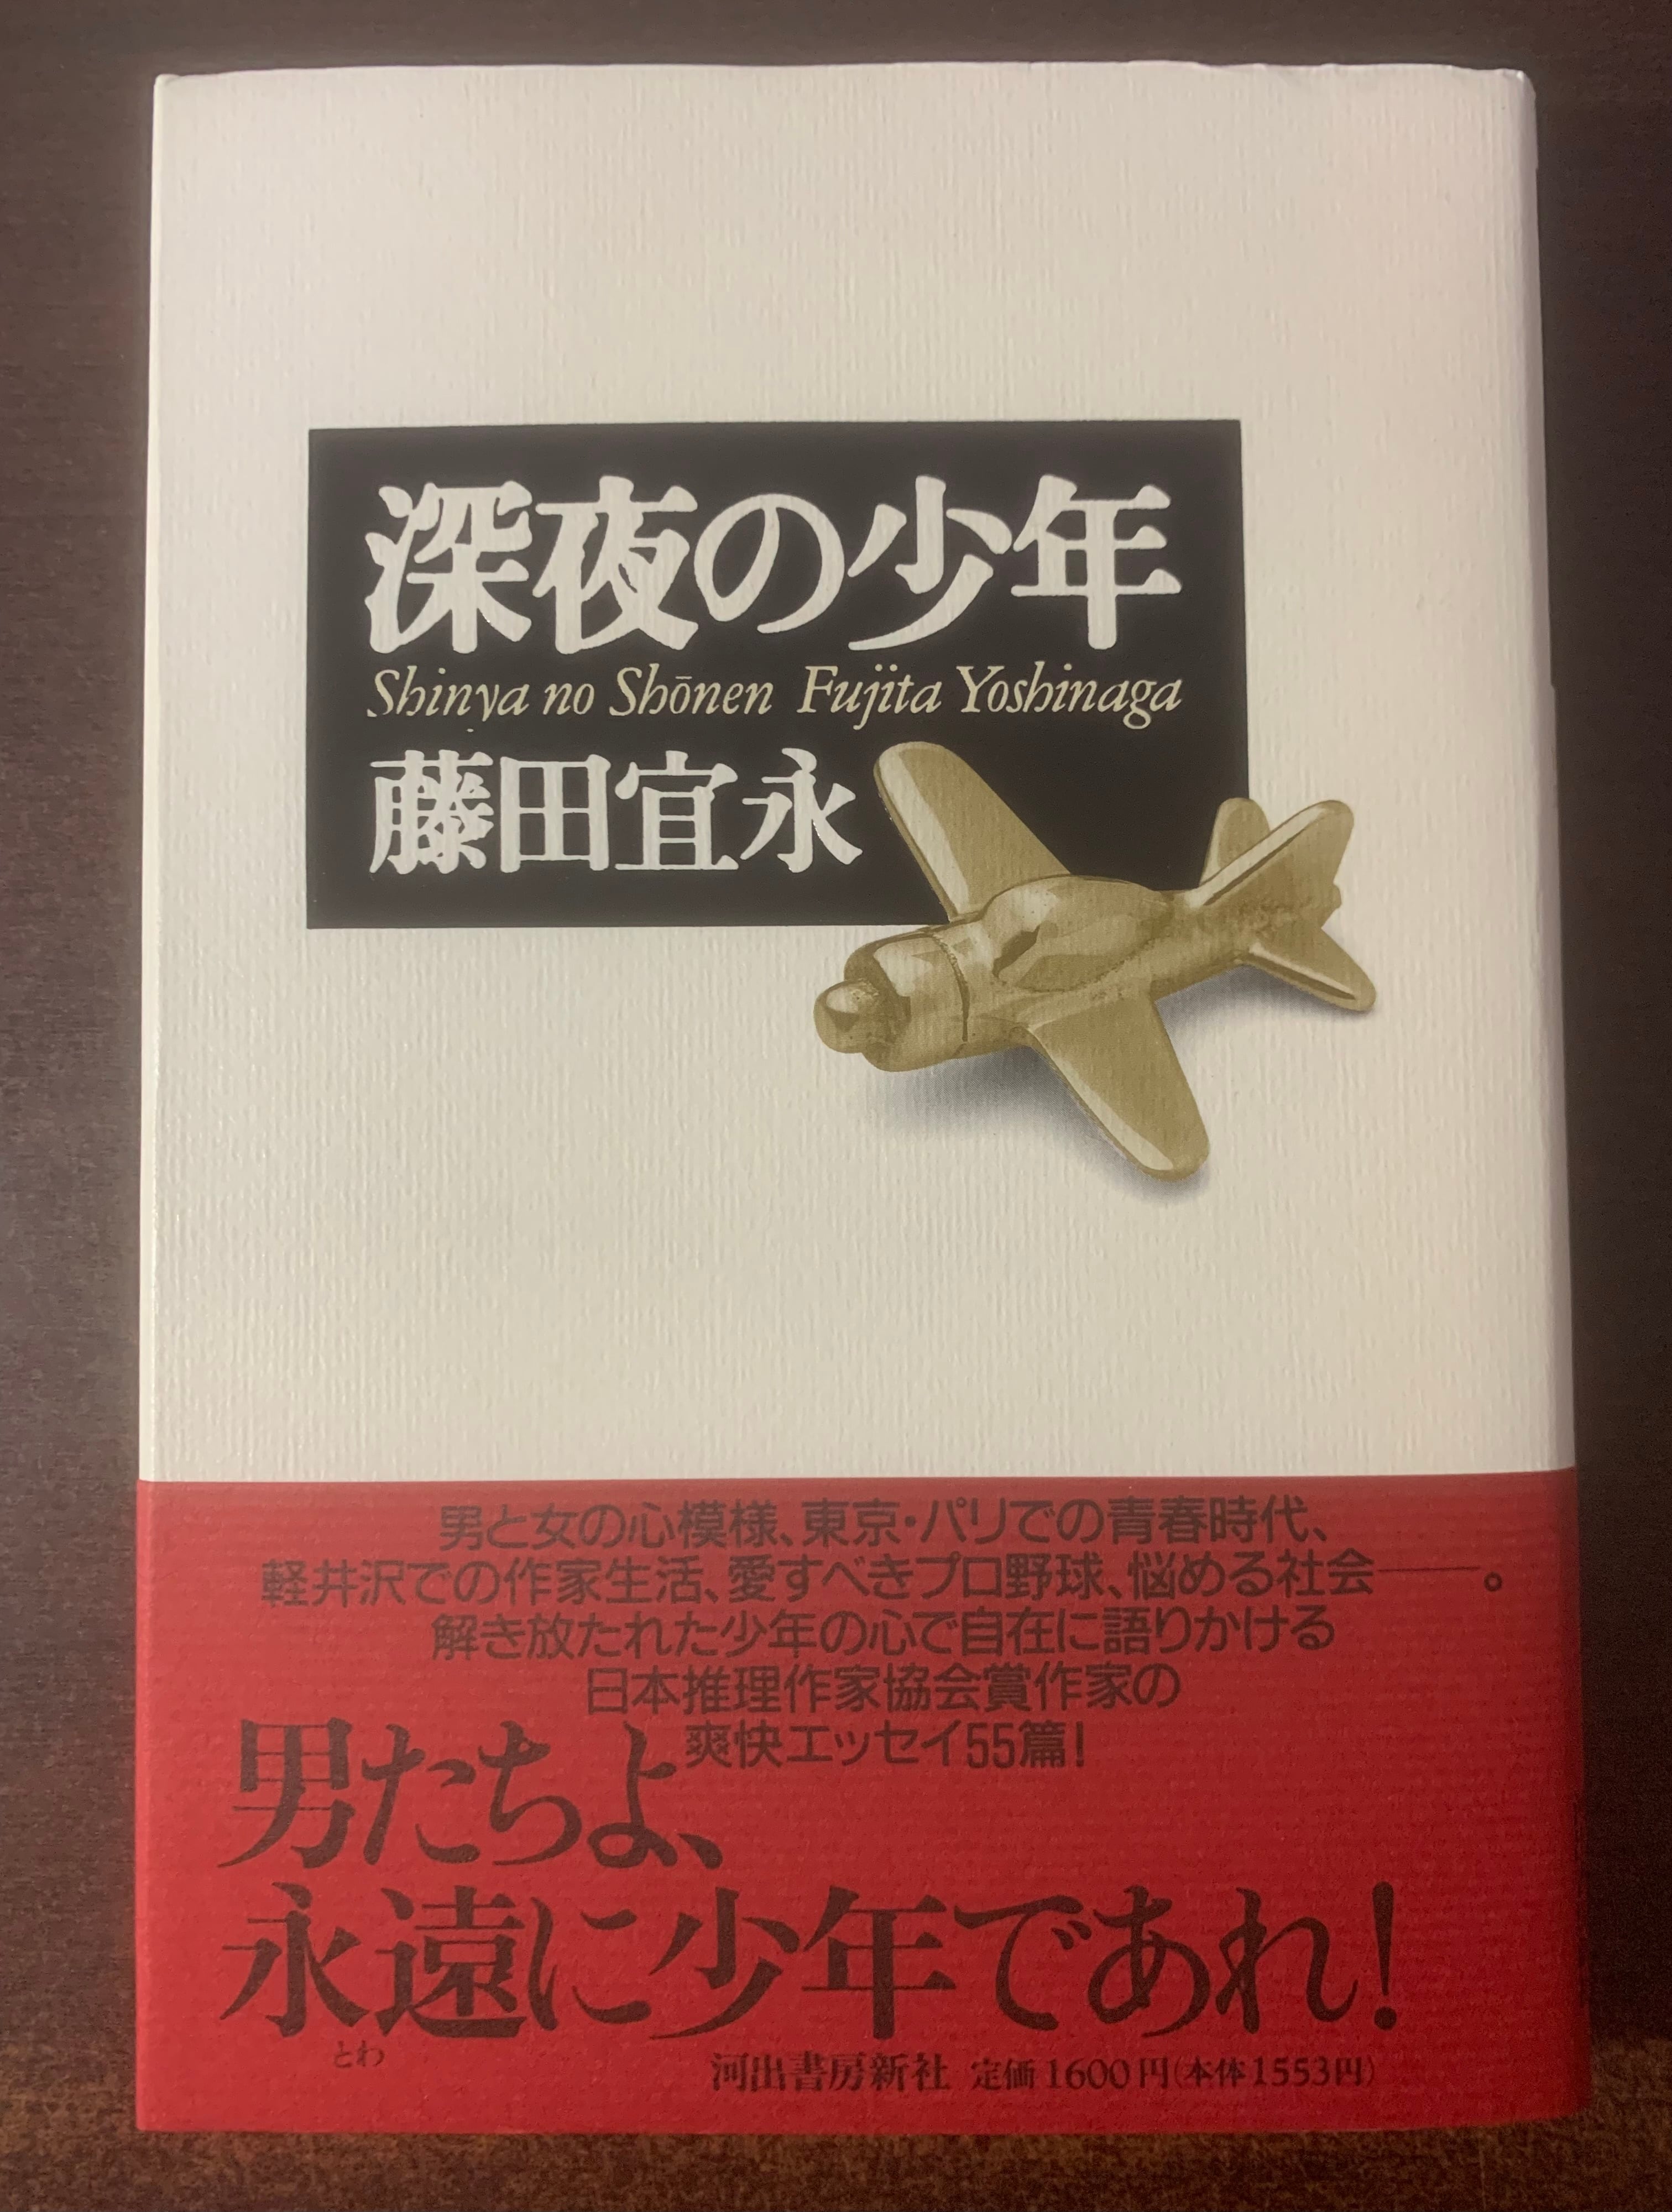 深夜の少年
Shinya no Shōnen Fujita Yoshinaga
藤田宜永
男と女の心模様、東京・パリでの青春時代、
軽井沢での作家生活、愛すべきプロ野球、悩める社会──。
解き放たれた少年の心で自在に語りかける
日本推理作家協会賞作家の
爽快エッセイ55篇!
男たちよ、
永遠に少年であれ!
とわ
河出書房新社 定価1600円(本体1553円)